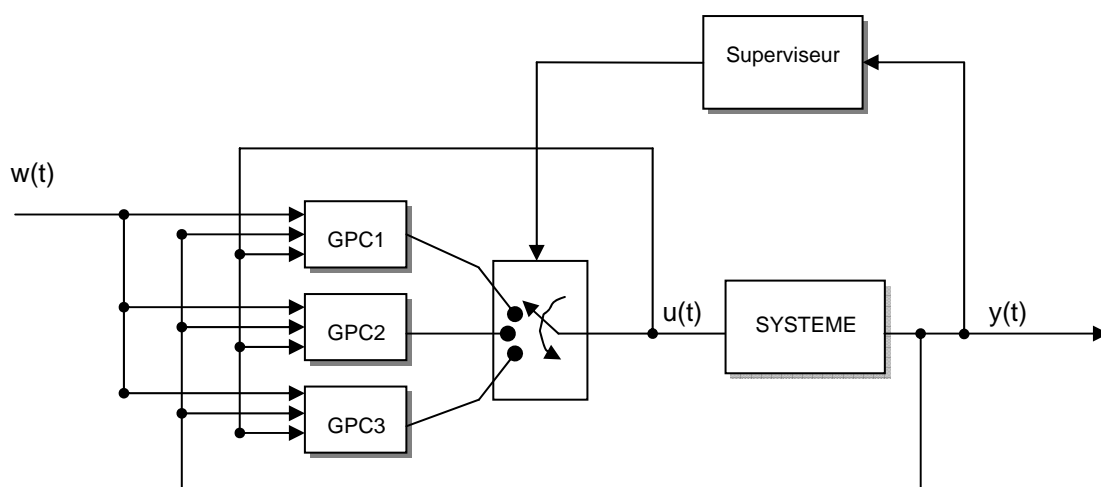 Superviseur
w(t)
GPC1
GPC2
u(t)
SYSTEME
y(t)
GPC3